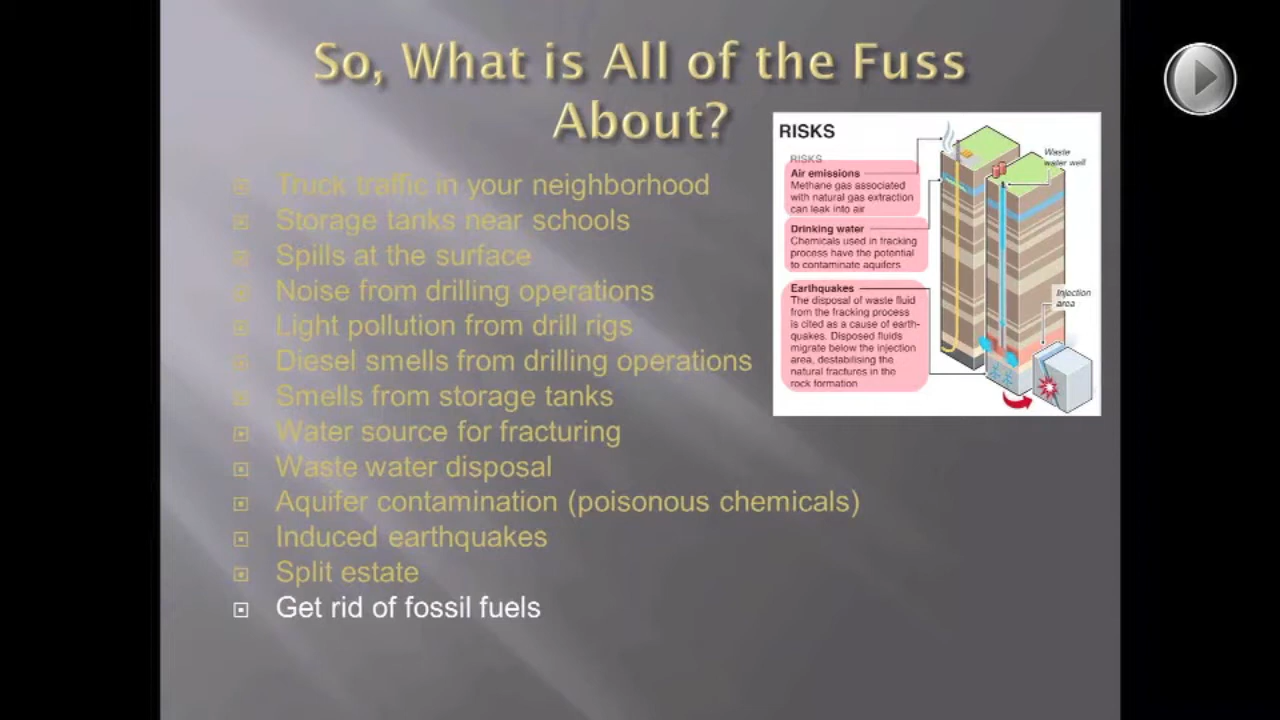 So, What is All of the Fuss
About?
Truck traffic in your neighborhood
Storage tanks near schools
Spills at the surface
Noise from drilling operations
Light pollution from drill rigs
Diesel smells from drilling operations
Smells from storage tanks
Water source for fracturing
Waste water disposal
Aquifer contamination (poisonous chemicals)
Induced earthquakes
Split estate
Get rid of fossil fuels
RISKS
RISKS
Air emissions
Methane gas associated
with natural gas extraction
can leak into air
Drinking water
Chemicals used in fracking
process have the potential
to contaminate aquifers
Earthquakes
The disposal of waste fluid
from the fracking process
is cited as a cause of earth-
quakes. Disposed fluids
migrate below the injection
area, destabilising the
natural fractures in the
rock formation
Waste
water well
Injection
area